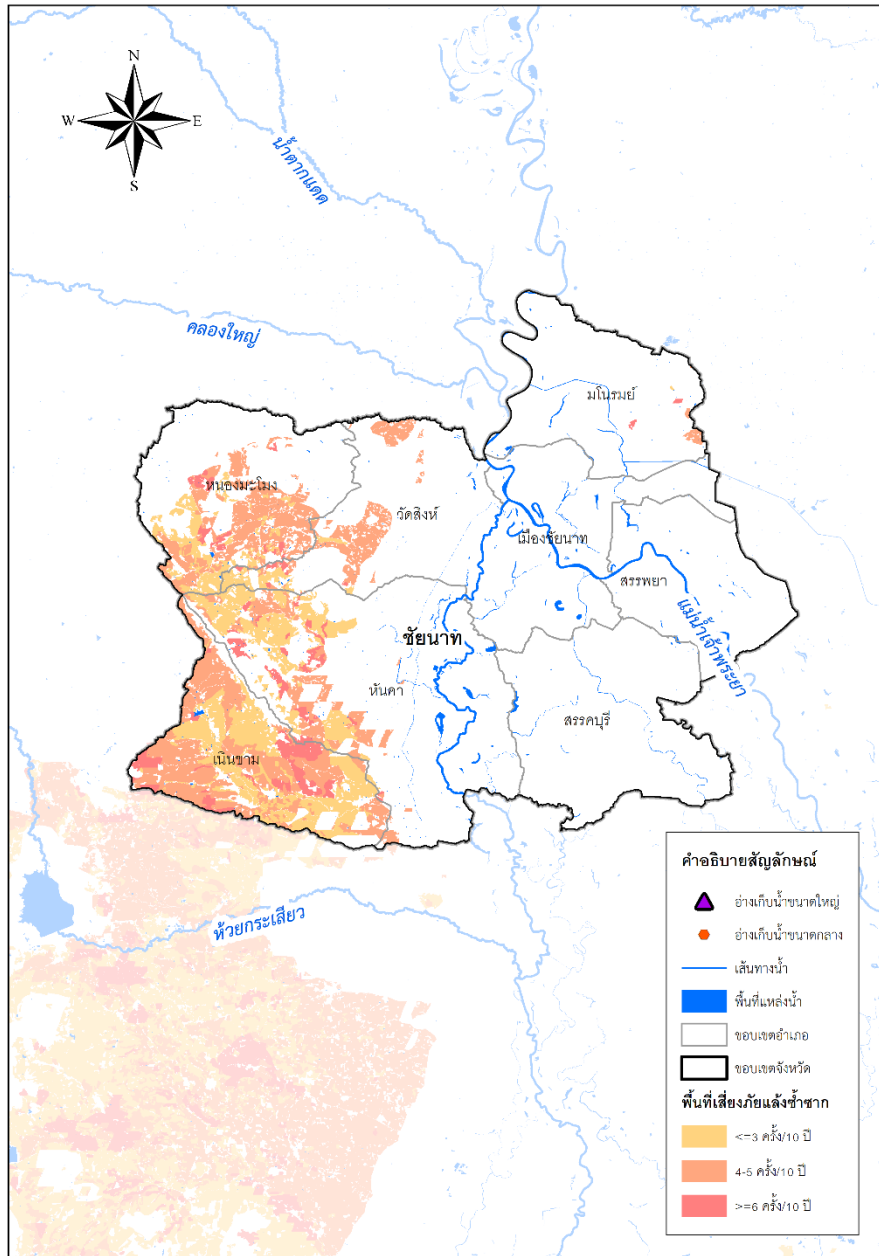 N
W E
S
น้ำตากแดด
คลองใหญ่
มโนรมย์
หนองมะโมง
วัดสิงห์
เมืองชัยนาท
สรรพยา
แม่น้ำเจ้าพระยา
ชัยนาท
หันคา
สรรคบุรี
เนินขาม
ห้วยกระเสียว
คำอธิบายสัญลักษณ์
อ่างเก็บน้ำขนาดใหญ่
อ่างเก็บน้ำขนาดกลาง
เส้นทางน้ำ
พื้นที่แหล่งน้ำ
ขอบเขตอำเภอ
ขอบเขตจังหวัด
พื้นที่เสี่ยงภัยแล้งซ้ำซาก
<=3 ครั้ง/10 ปี
4-5 ครั้ง/10 ปี
>=6 ครั้ง/10 ปี